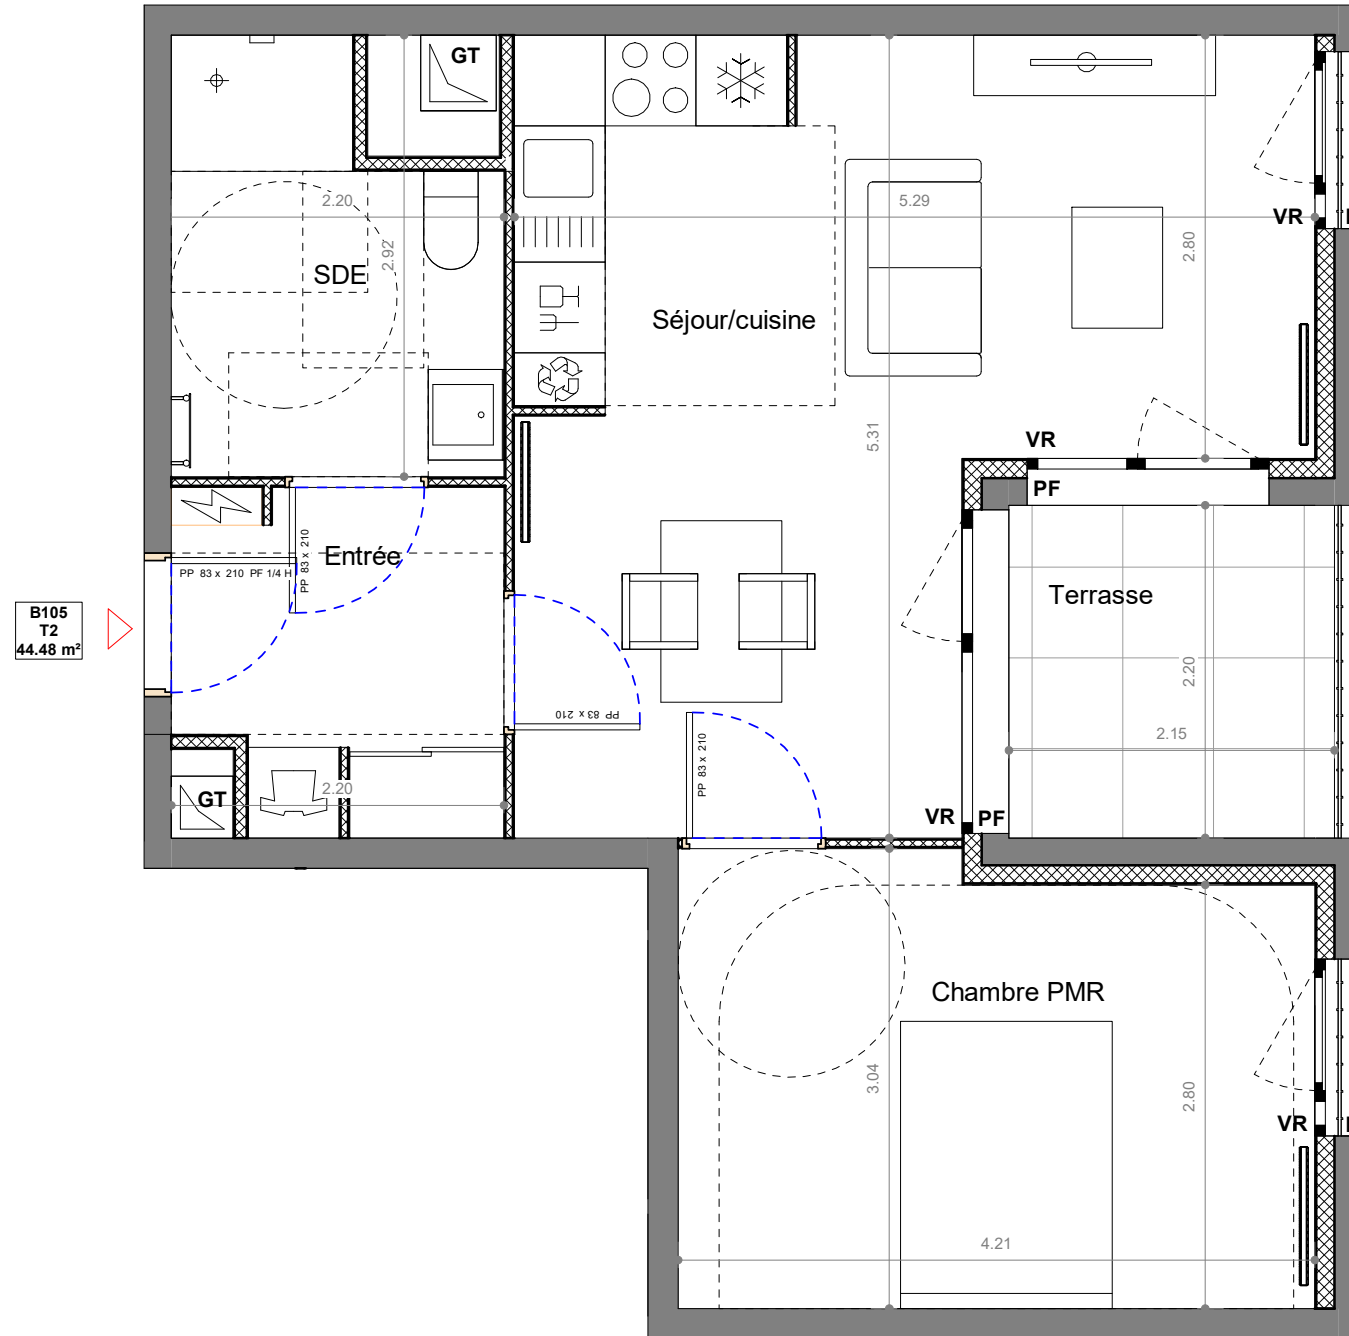 GT
2.20
2.92
SDE
5.29
VR
2.80
Séjour/cuisine
5.31
VR
PF
Entrée
PP 83 x 210 PF 1/4 H
PP 83 x 210
B105
T2
44.48 m²
Terrasse
2.20
2.15
PP 83 x 210
PP 83 x 210
GT
2.20
VR
PF
Chambre PMR
3.04
2.80
VR
4.21